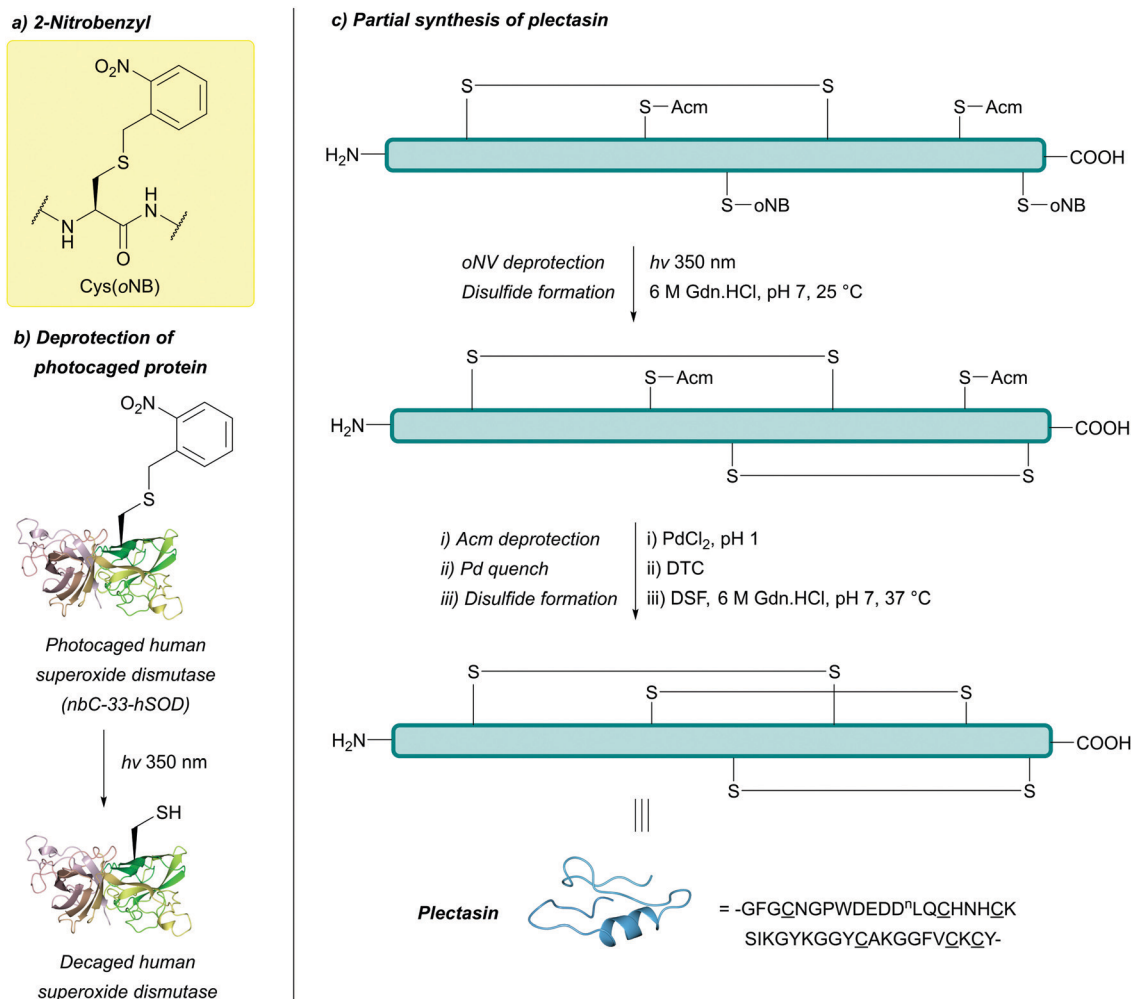 a) 2-Nitrobenzyl
O₂N
S
N
H
H
N
O
Cys(oNB)
b) Deprotection of
photocaged protein
O₂N
S
Photocaged human
superoxide dismutase
(nbC-33-hSOD)
hv 350 nm
SH
Decaged human
superoxide dismutase
c) Partial synthesis of plectasin
S S
S—Acm S—Acm
H₂N COOH
S—oNB S—oNB
oNV deprotection hv 350 nm
Disulfide formation 6 M Gdn.HCl, pH 7, 25 °C
S S
S—Acm S—Acm
H₂N COOH
S S
i) Acm deprotection i) PdCl₂, pH 1
ii) Pd quench ii) DTC
iii) Disulfide formation iii) DSF, 6 M Gdn.HCl, pH 7, 37 °C
S S
S S
H₂N COOH
S S
Plectasin = -GFGCNGPWDEDDⁿLQCHNHCK
SIKGYKGGYCAKGGFVCKCY-